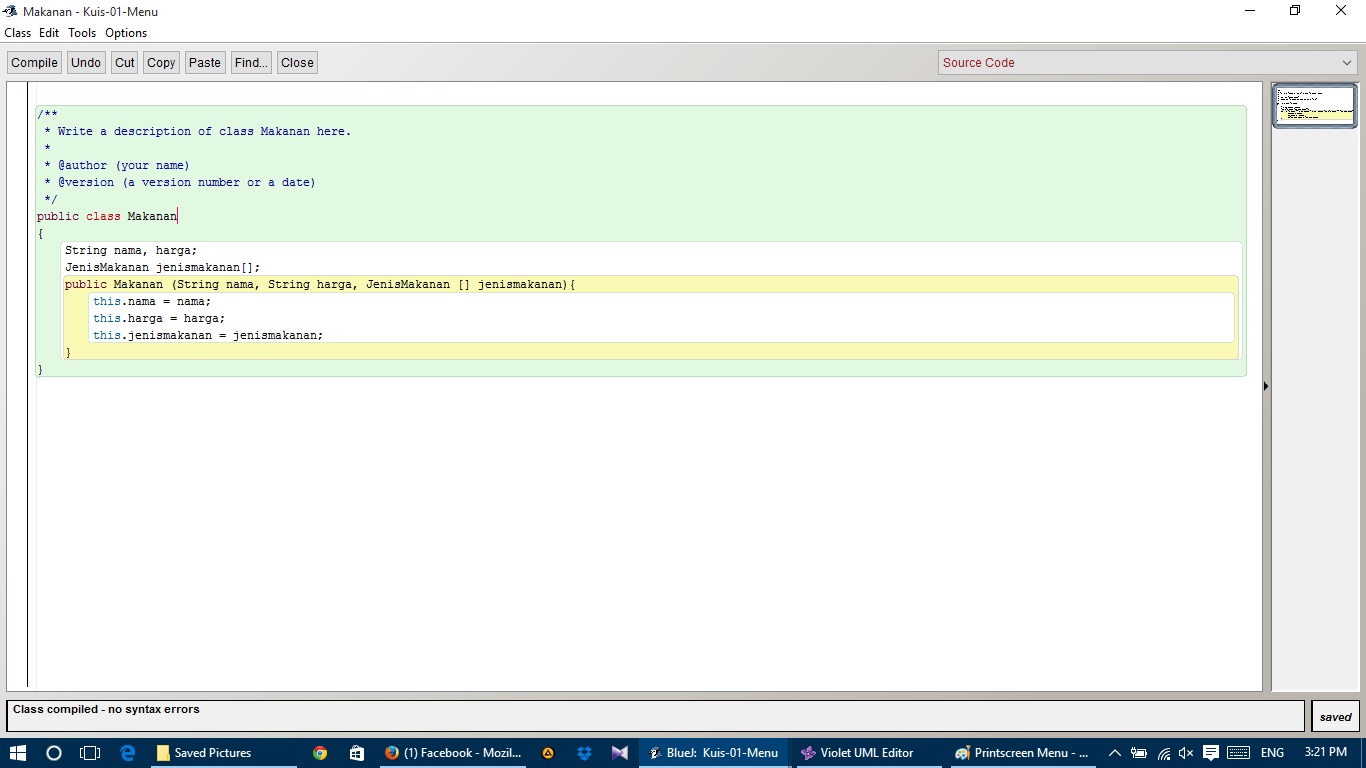 Makanan - Kuis-01-Menu
Class Edit Tools Options
Compile Undo Cut Copy Paste Find... Close Source Code
/**
 * Write a description of class Makanan here.
 *
 * @author (your name)
 * @version (a version number or a date)
 */
public class Makanan
{
    String nama, harga;
    JenisMakanan jenismakanan[];
    public Makanan (String nama, String harga, JenisMakanan [] jenismakanan){
        this.nama = nama;
        this.harga = harga;
        this.jenismakanan = jenismakanan;
    }
}
Class compiled - no syntax errors
saved
Saved Pictures (1) Facebook - Mozil... BlueJ: Kuis-01-Menu Violet UML Editor Printscreen Menu - ... ENG 3:21 PM